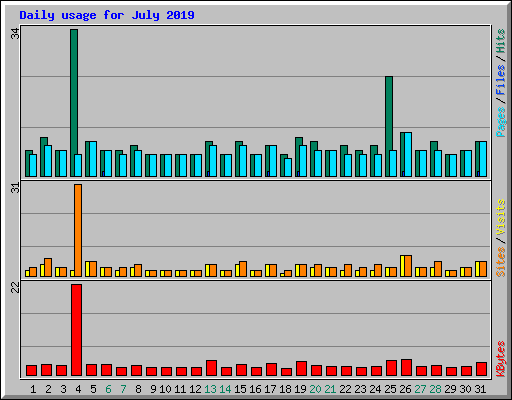 Daily usage for July 2019
34
Pages / Files / Hits
31
Sites / Visits
22
KBytes
1 2 3 4 5 6 7 8 9 10 11 12 13 14 15 16 17 18 19 20 21 22 23 24 25 26 27 28 29 30 31